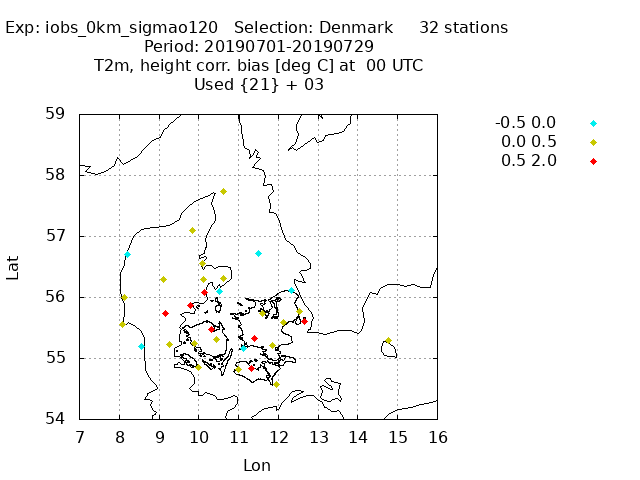 Exp: iobs_0km_sigmao120 Selection: Denmark 32 stations
Period: 20190701-20190729
T2m, height corr. bias [deg C] at 00 UTC
Used {21} + 03
-0.5 0.0
0.0 0.5
0.5 2.0
59
58
57
56
55
54
Lat
7 8 9 10 11 12 13 14 15 16
Lon